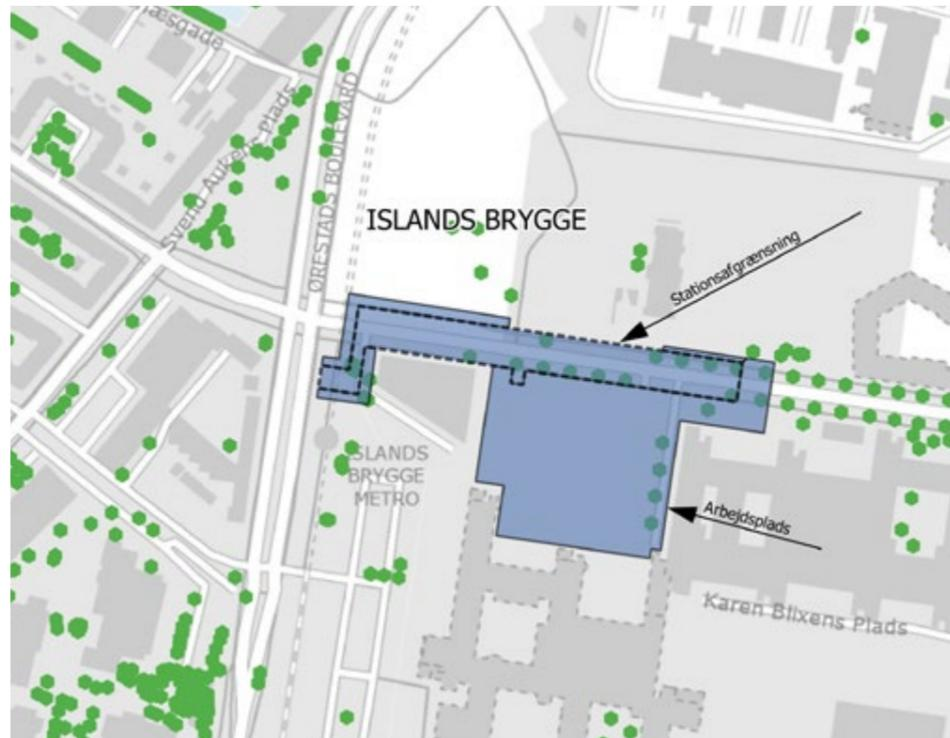 Svend Aukens Plads
ØRESTADS BOULEVARD
ISLANDS BRYGGE
Stationsafgrænsning
ISLANDS
BRYGGE
METRO
Arbejdsplads
Karen Blixens Plads